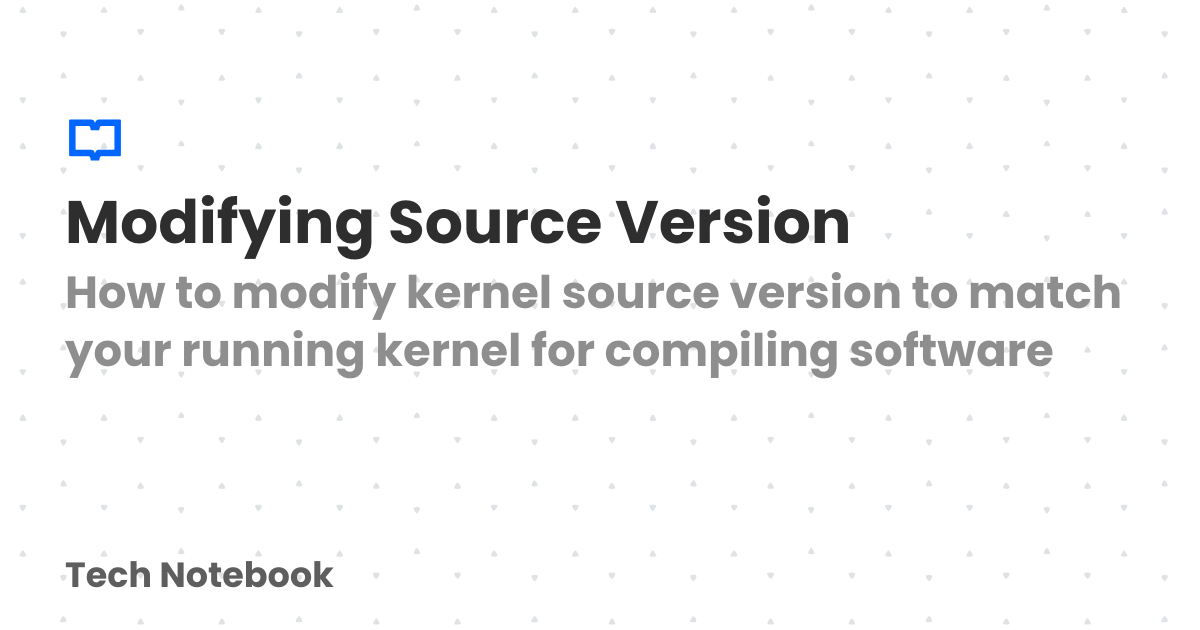 Modifying Source Version
How to modify kernel source version to match
your running kernel for compiling software
Tech Notebook